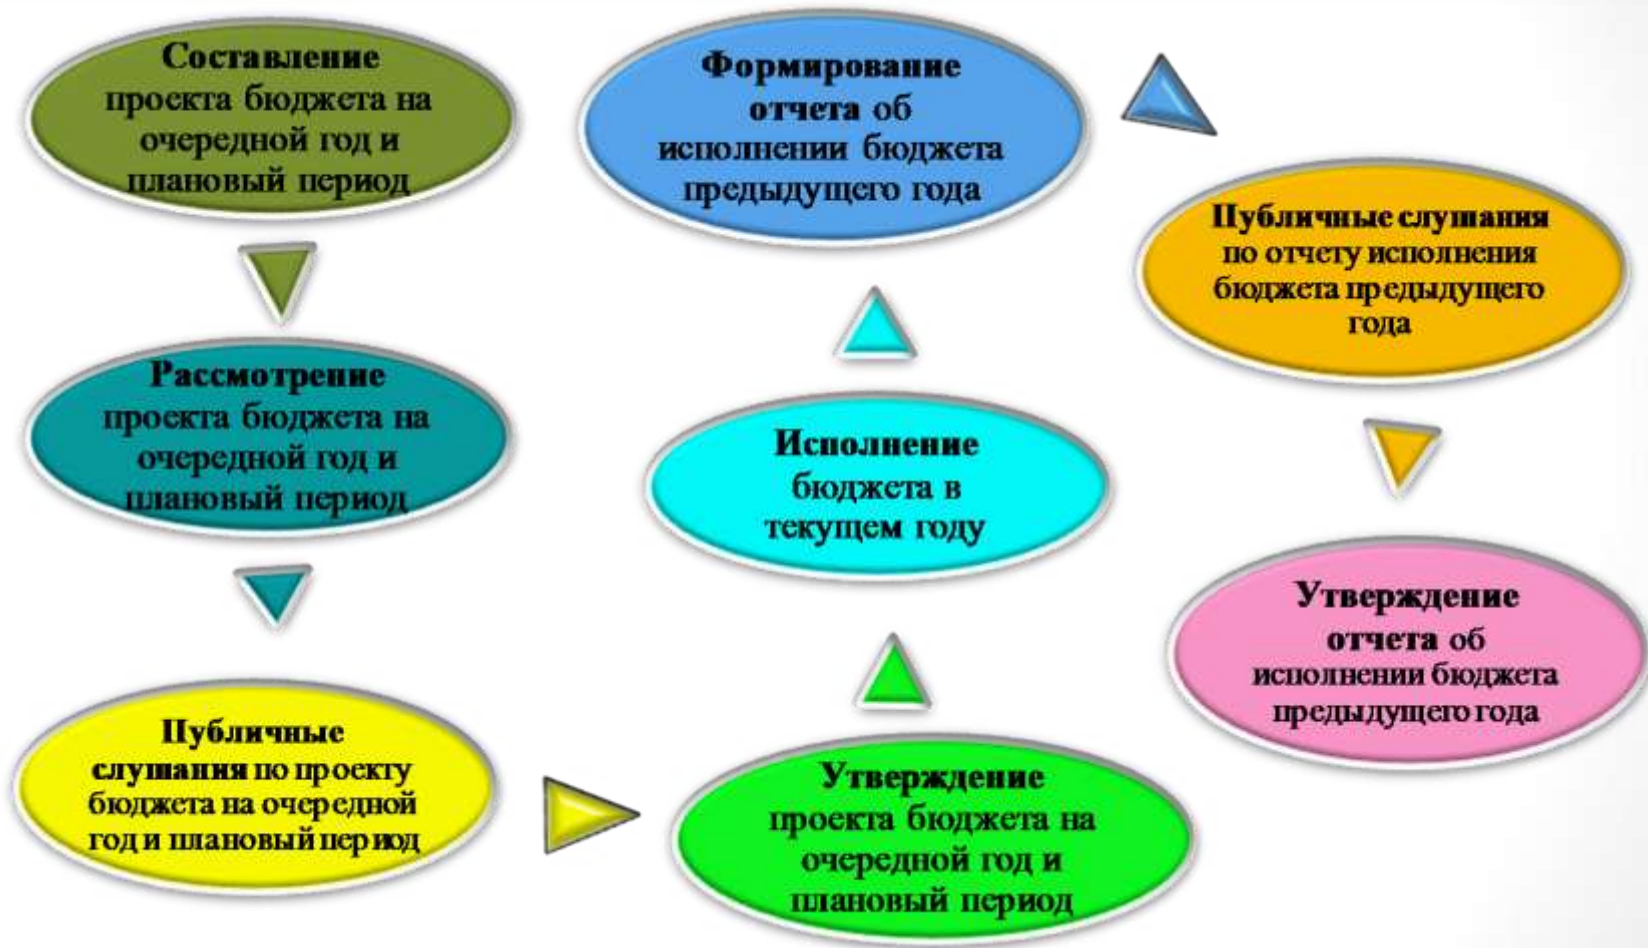 Составление
проекта бюджета на
очередной год и
плановый период
Рассмотрение
проекта бюджета на
очередной год и
плановый период
Публичные
слушания по проекту
бюджета на очередной
год и плановый период
Утверждение
проекта бюджета на
очередной год и
плановый период
Исполнение
бюджета в
текущем году
Формирование
отчета об
исполнении бюджета
предыдущего года
Публичные слушания
по отчету исполнения
бюджета предыдущего
года
Утверждение
отчета об
исполнении бюджета
предыдущего года